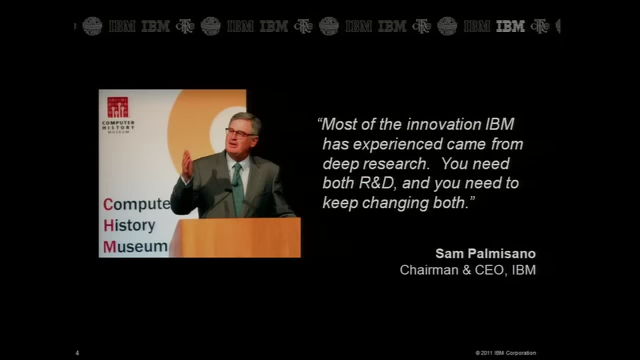 IBM IBM IBM IBM IBM IBM IBM IBM
COMPUTER
HISTORY
MUSEUM
Compute
History
Museum
C
H
M
“Most of the innovation IBM
has experienced came from
deep research. You need
both R&D, and you need to
keep changing both.”
Sam Palmisano
Chairman & CEO, IBM
4
© 2011 IBM Corporation